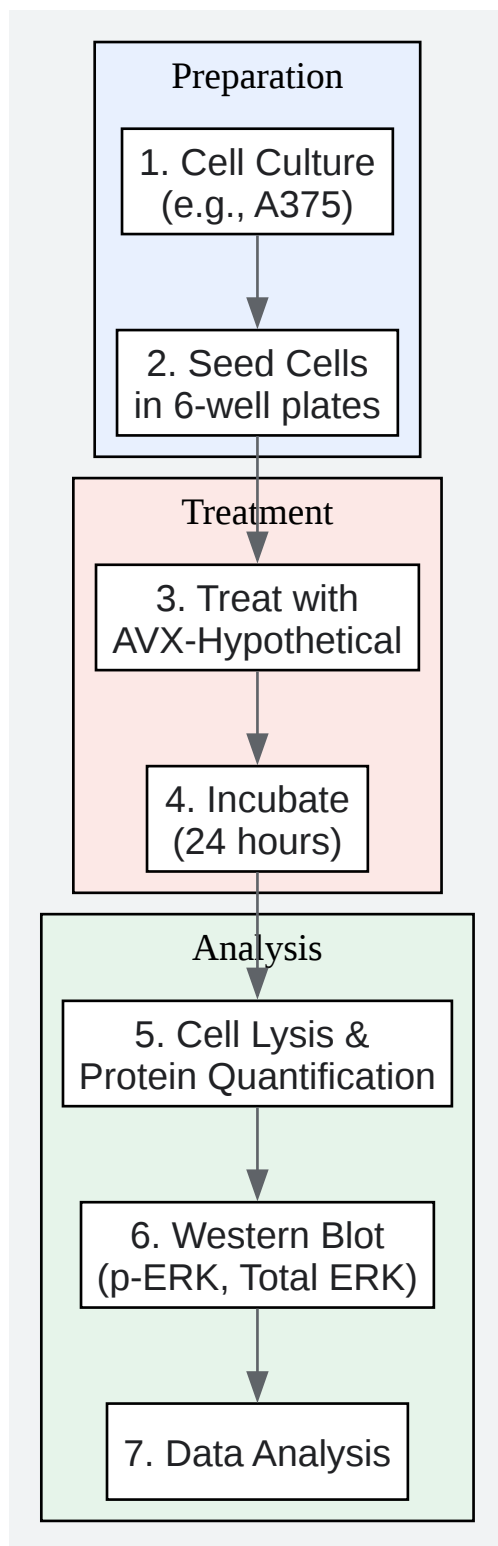 Preparation
1. Cell Culture
(e.g., A375)
2. Seed Cells
in 6-well plates
Treatment
3. Treat with
AVX-Hypothetical
4. Incubate
(24 hours)
Analysis
5. Cell Lysis &
Protein Quantification
6. Western Blot
(p-ERK, Total ERK)
7. Data Analysis